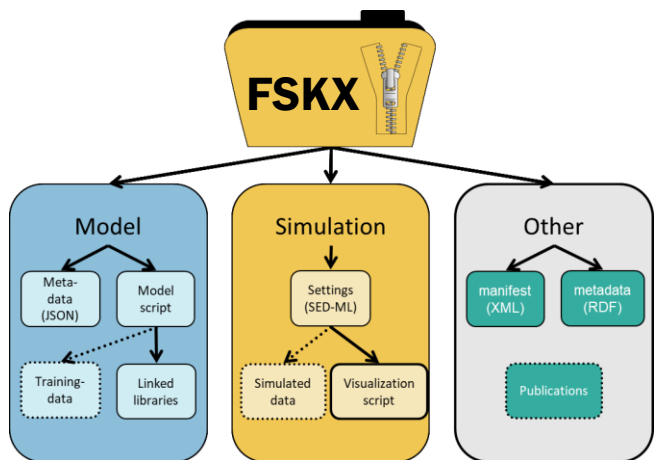 FSKX
Model
Meta-
data
(JSON)
Model
script
Training-
data
Linked
libraries
Simulation
Settings
(SED-ML)
Simulated
data
Visualization
script
Other
manifest
(XML)
metadata
(RDF)
Publications